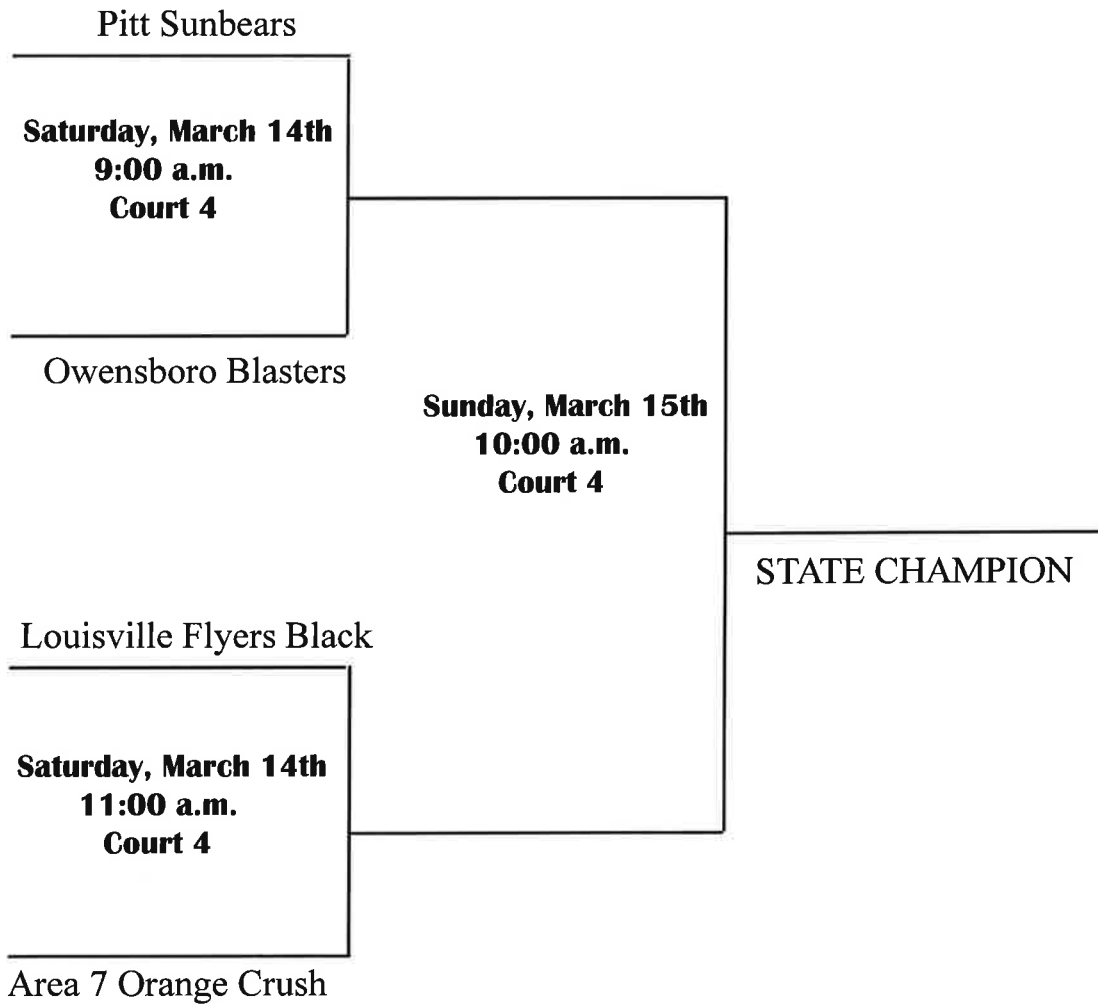 Pitt Sunbears
Saturday, March 14th
9:00 a.m.
Court 4
Owensboro Blasters
Sunday, March 15th
10:00 a.m.
Court 4
STATE CHAMPION
Louisville Flyers Black
Saturday, March 14th
11:00 a.m.
Court 4
Area 7 Orange Crush